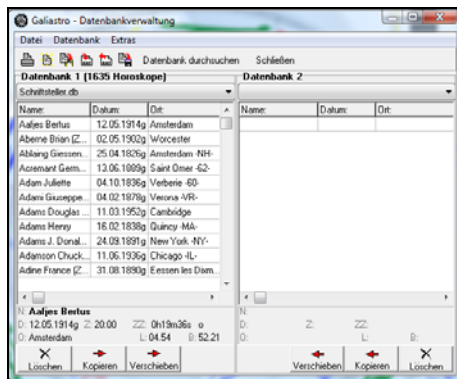 Galiastro - Datenbankverwaltung
Datei Datenbank Extras
Datenbank durchsuchen Schließen
Datenbank 1 (1635 Horoskope) Datenbank 2
Schriftsteller.db
Name: Datum: Ort: Name: Datum: Ort:
Aafjes Bertus 12.05.1914g Amsterdam
Aberne Brian (Z... 02.05.1902g Worcester
Ablaing Giessen... 25.04.1826g Amsterdam -NH-
Acremant Germ... 13.06.1889g Saint Omer -62-
Adam Juliette 04.10.1836g Verberie -60-
Adami Giuseppe... 04.02.1878g Verona -VR-
Adams Douglas ... 11.03.1952g Cambridge
Adams Henry 16.02.1838g Quincy -MA-
Adams J. Donal... 24.09.1891g New York -NY-
Adamson Chuck... 11.06.1936g Chicago -IL-
Adine France (Z... 31.08.1890g Eessen les Dixm...
N: Aafjes Bertus N:
D: 12.05.1914g Z: 20:00 ZZ: 0h19m36s o D: Z: ZZ:
O: Amsterdam L: 04.54 B: 52.21 O: L: B:
Löschen Kopieren Verschieben Verschieben Kopieren Löschen